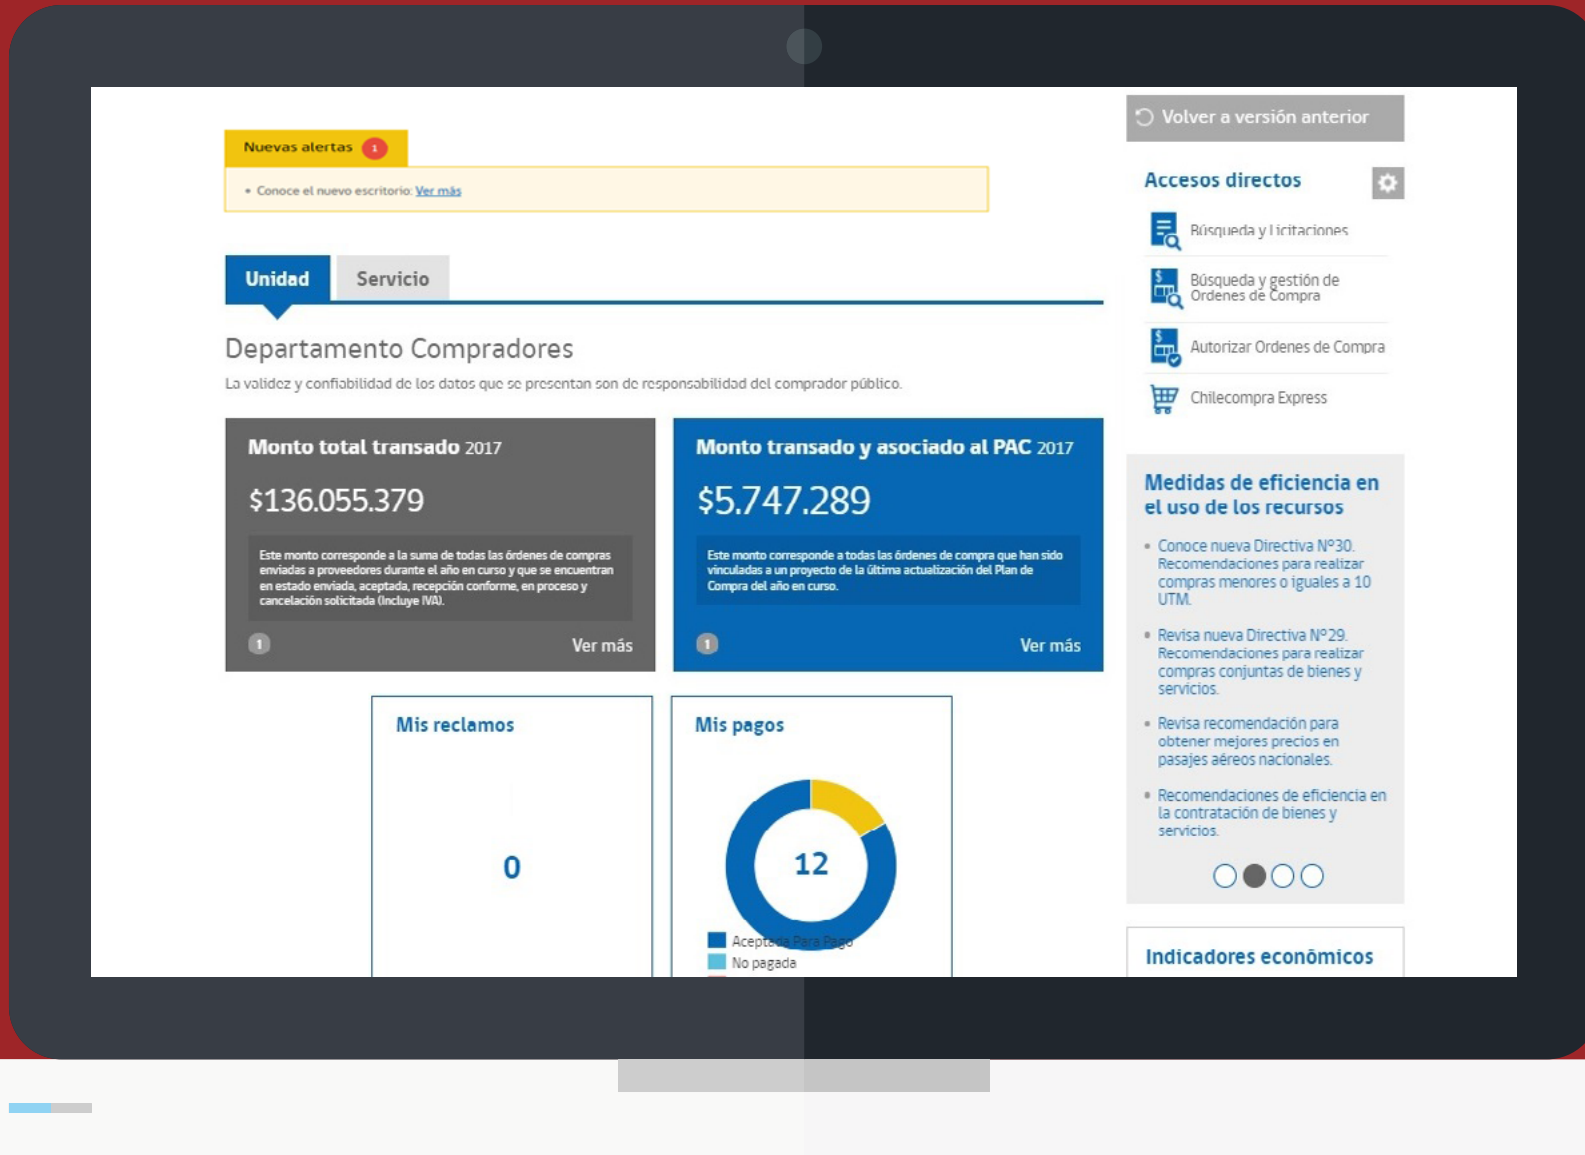 Volver a versión anterior
Nuevas alertas 1
• Conoce el nuevo escritorio: Ver más
Unidad
Servicio
Departamento Compradores
La validez y confiabilidad de los datos que se presentan son de responsabilidad del comprador público.
Monto total transado 2017
$136.055.379
Este monto corresponde a la suma de todas las órdenes de compras
enviadas a proveedores durante el año en curso y que se encuentran
en estado enviada, aceptada, recepción conforme, en proceso y
cancelación solicitada (Incluye IVA).
1
Ver más
Monto transado y asociado al PAC 2017
$5.747.289
Este monto corresponde a todas las órdenes de compra que han sido
vinculadas a un proyecto de la última actualización del Plan de
Compra del año en curso.
1
Ver más
Mis reclamos
0
Mis pagos
12
Aceptada Para Pago
No pagada
Accesos directos
Búsqueda y Licitaciones
Búsqueda y gestión de
Ordenes de Compra
Autorizar Ordenes de Compra
Chilecompra Express
Medidas de eficiencia en
el uso de los recursos
• Conoce nueva Directiva Nº30.
Recomendaciones para realizar
compras menores o iguales a 10
UTM.
• Revisa nueva Directiva Nº29.
Recomendaciones para realizar
compras conjuntas de bienes y
servicios.
• Revisa recomendación para
obtener mejores precios en
pasajes aéreos nacionales.
• Recomendaciones de eficiencia en
la contratación de bienes y
servicios.
Indicadores económicos